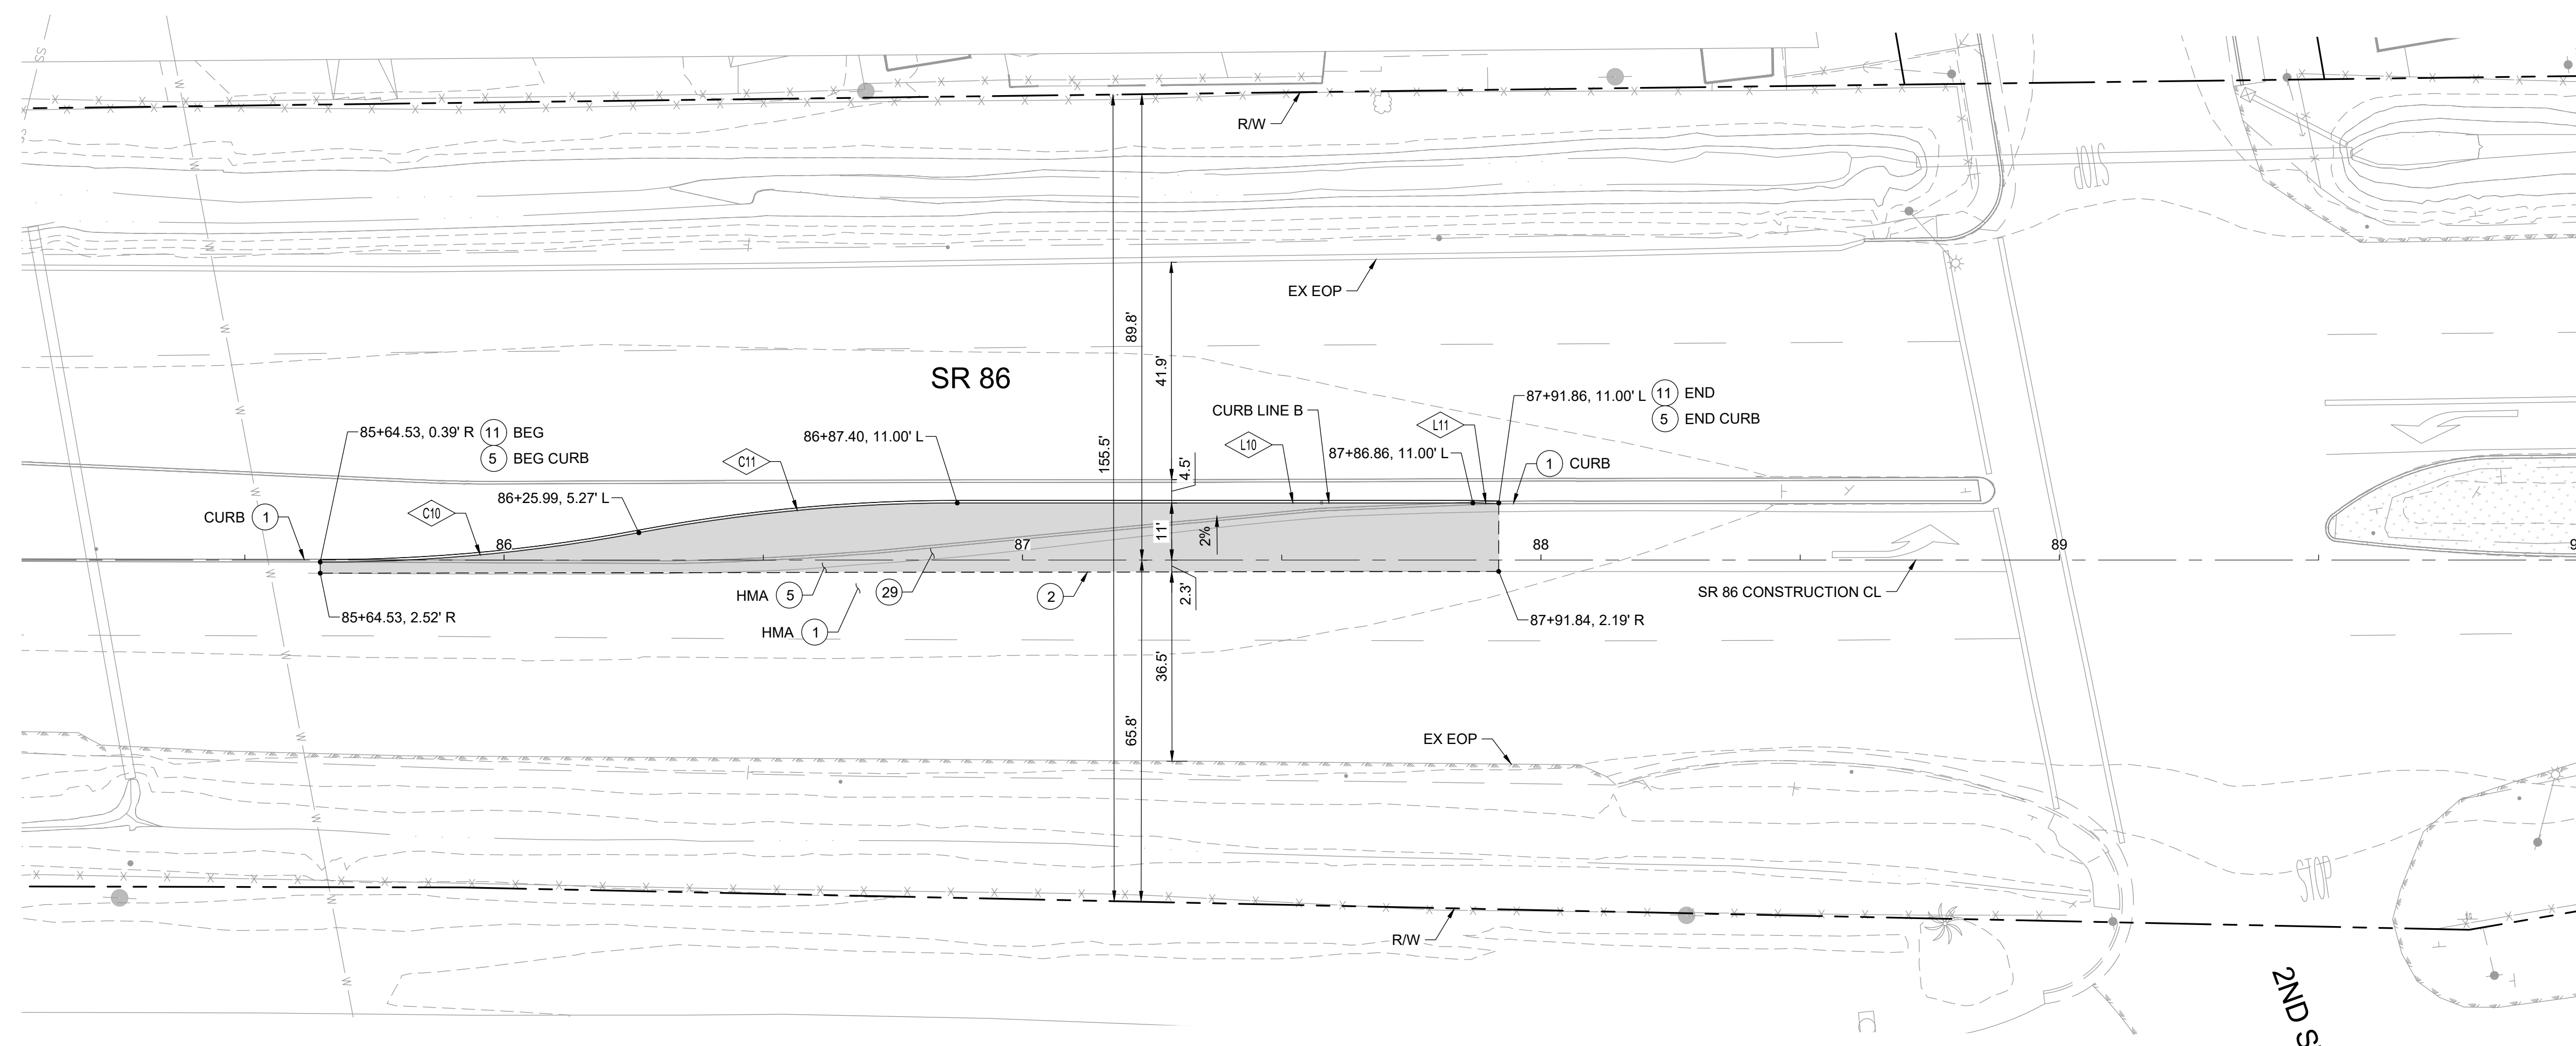 SS
R/W
STOP
EX EOP
SR 86
89.8'
41.9'
155.5'
4.5'
11'
2%
2.3'
36.5'
65.8'
85+64.53, 0.39' R 11 BEG
5 BEG CURB
86+87.40, 11.00' L
86+25.99, 5.27' L
C10
C11
CURB LINE B
L10
L11
87+86.86, 11.00' L
87+91.86, 11.00' L 11 END
5 END CURB
1 CURB
CURB 1
86
87
88
89
9
HMA 5
29
2
HMA 1
85+64.53, 2.52' R
87+91.84, 2.19' R
SR 86 CONSTRUCTION CL
EX EOP
STOP
R/W
2ND S
W
W
W
W
W
W
W
W
W
W
W
W
W